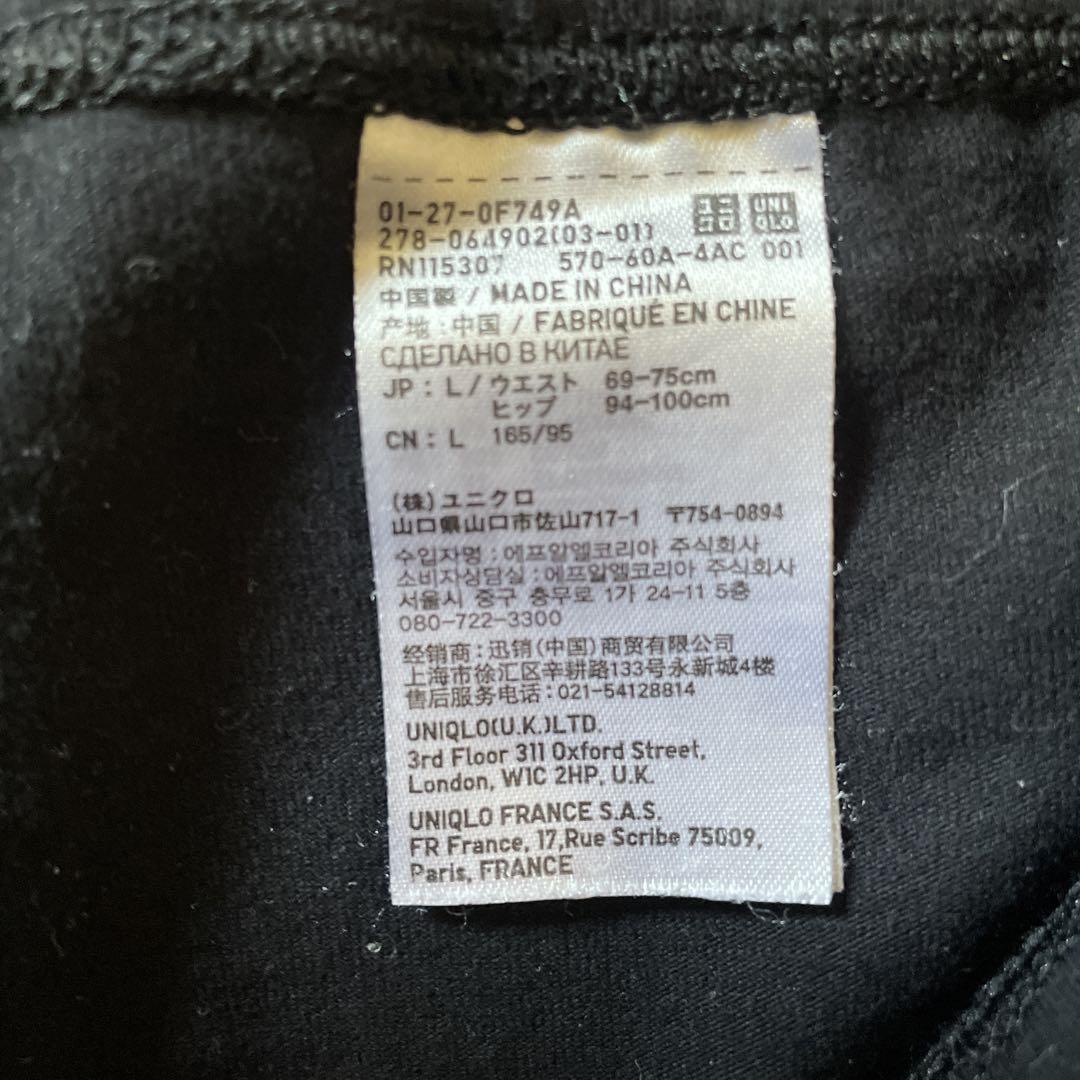 01-27-0F749A ユニクロ UNIQLO
278-064902(03-01)
RN115307 570-60A-4AC 001
中国製 / MADE IN CHINA
产地:中国 / FABRIQUÉ EN CHINE
СДЕЛАНО В КИТАЕ
JP : L / ウエスト 69-75cm
ヒップ 94-100cm
CN : L 165/95
(株)ユニクロ
山口県山口市佐山717-1 〒754-0894
수입자명 : 에프알엘코리아 주식회사
소비자상담실 : 에프알엘코리아 주식회사
서울시 중구 충무로 1가 24-11 5층
080-722-3300
经销商:迅销(中国)商贸有限公司
上海市徐汇区辛耕路133号永新城4楼
售后服务电话:021-54128814
UNIQLO(U.K.)LTD.
3rd Floor 311 Oxford Street,
London, W1C 2HP, U.K.
UNIQLO FRANCE S.A.S.
FR France, 17,Rue Scribe 75009,
Paris, FRANCE